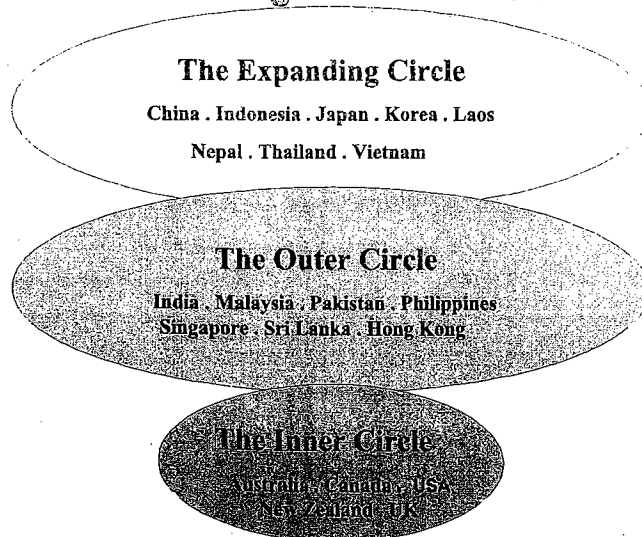 The Expanding Circle
China . Indonesia . Japan . Korea . Laos
Nepal . Thailand . Vietnam
The Outer Circle
India . Malaysia . Pakistan . Philippines
Singapore . Sri Lanka . Hong Kong
The Inner Circle
Australia . Canada . USA
New Zealand . UK